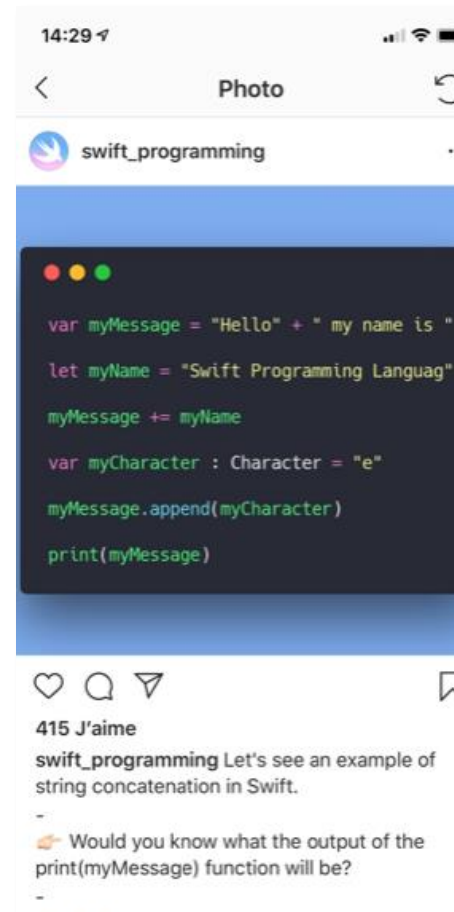 14:29
Photo
swift_programming
var myMessage = "Hello" + " my name is "
let myName = "Swift Programming Languag"
myMessage += myName
var myCharacter : Character = "e"
myMessage.append(myCharacter)
print(myMessage)
415 J'aime
swift_programming Let's see an example of
string concatenation in Swift.
-
👉🏻 Would you know what the output of the
print(myMessage) function will be?
-